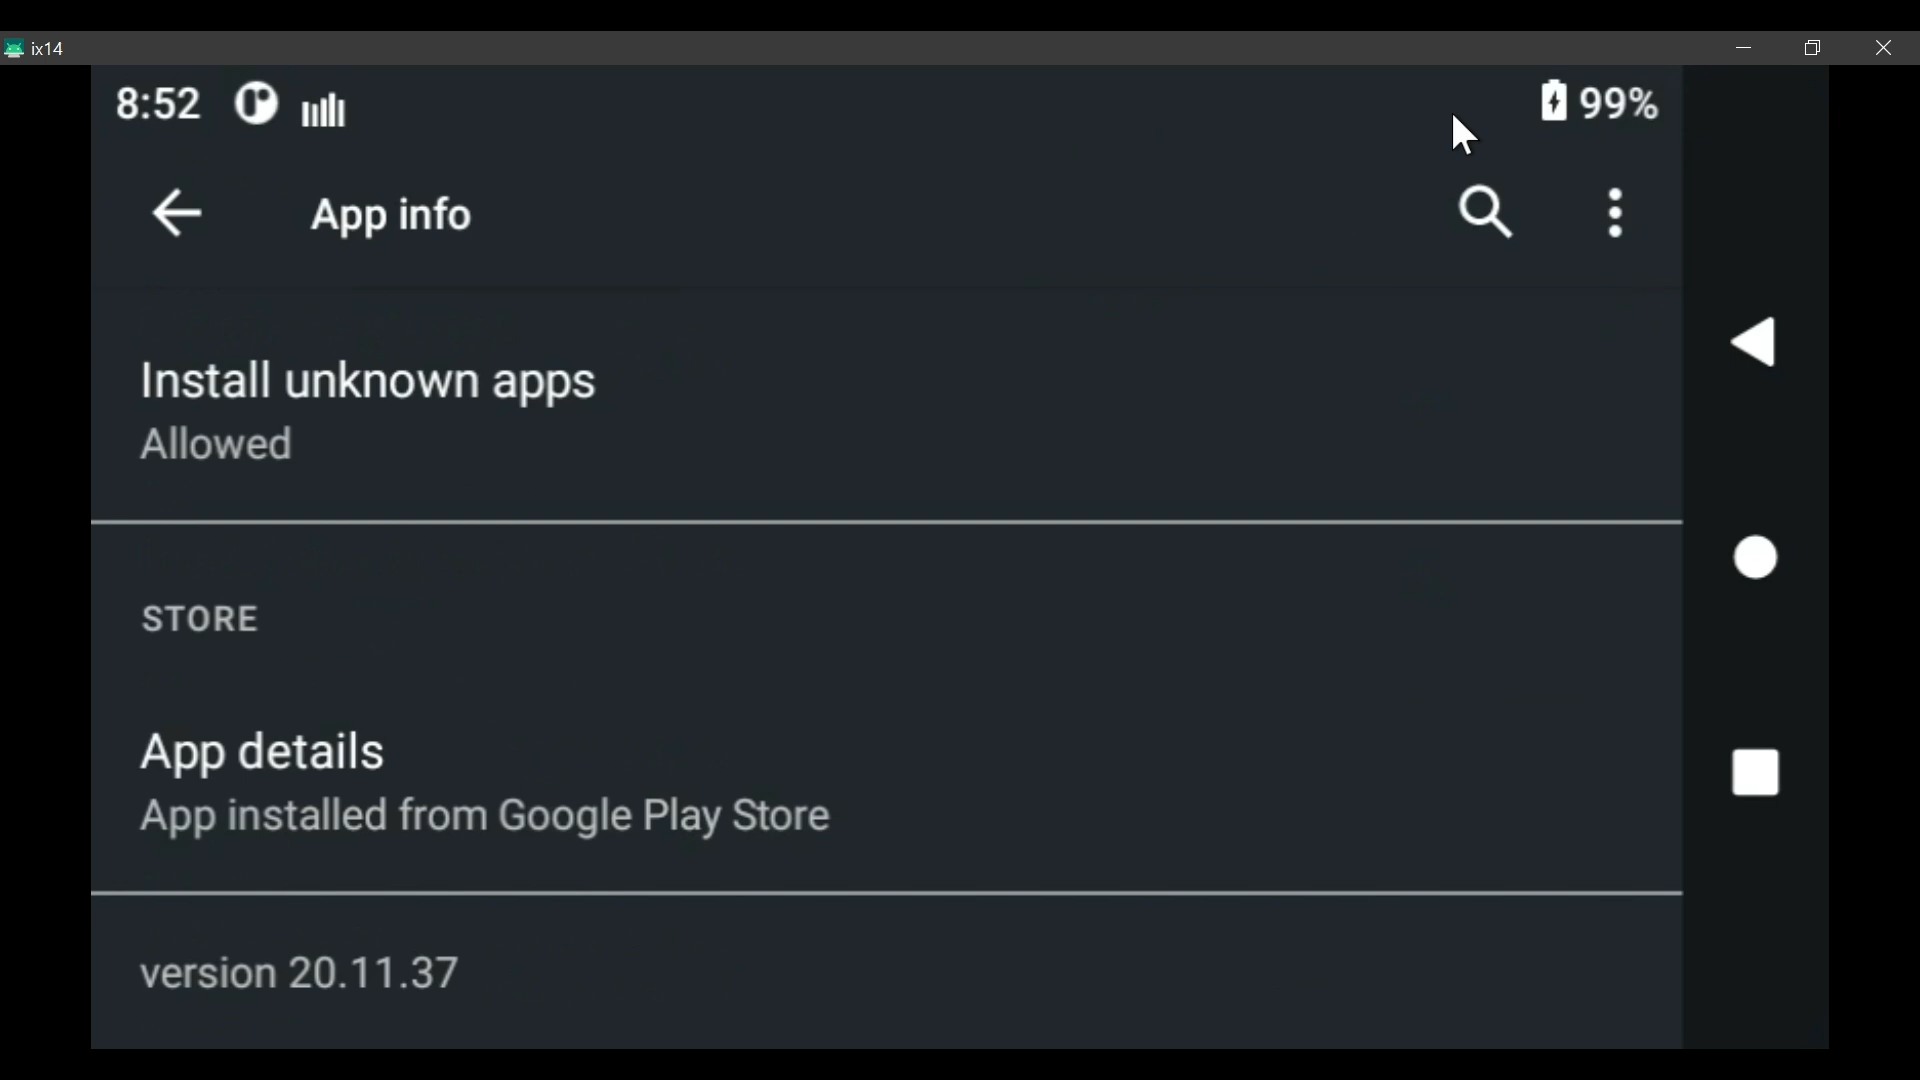 ix14
8:52
99%
App info
Install unknown apps
Allowed
STORE
App details
App installed from Google Play Store
version 20.11.37